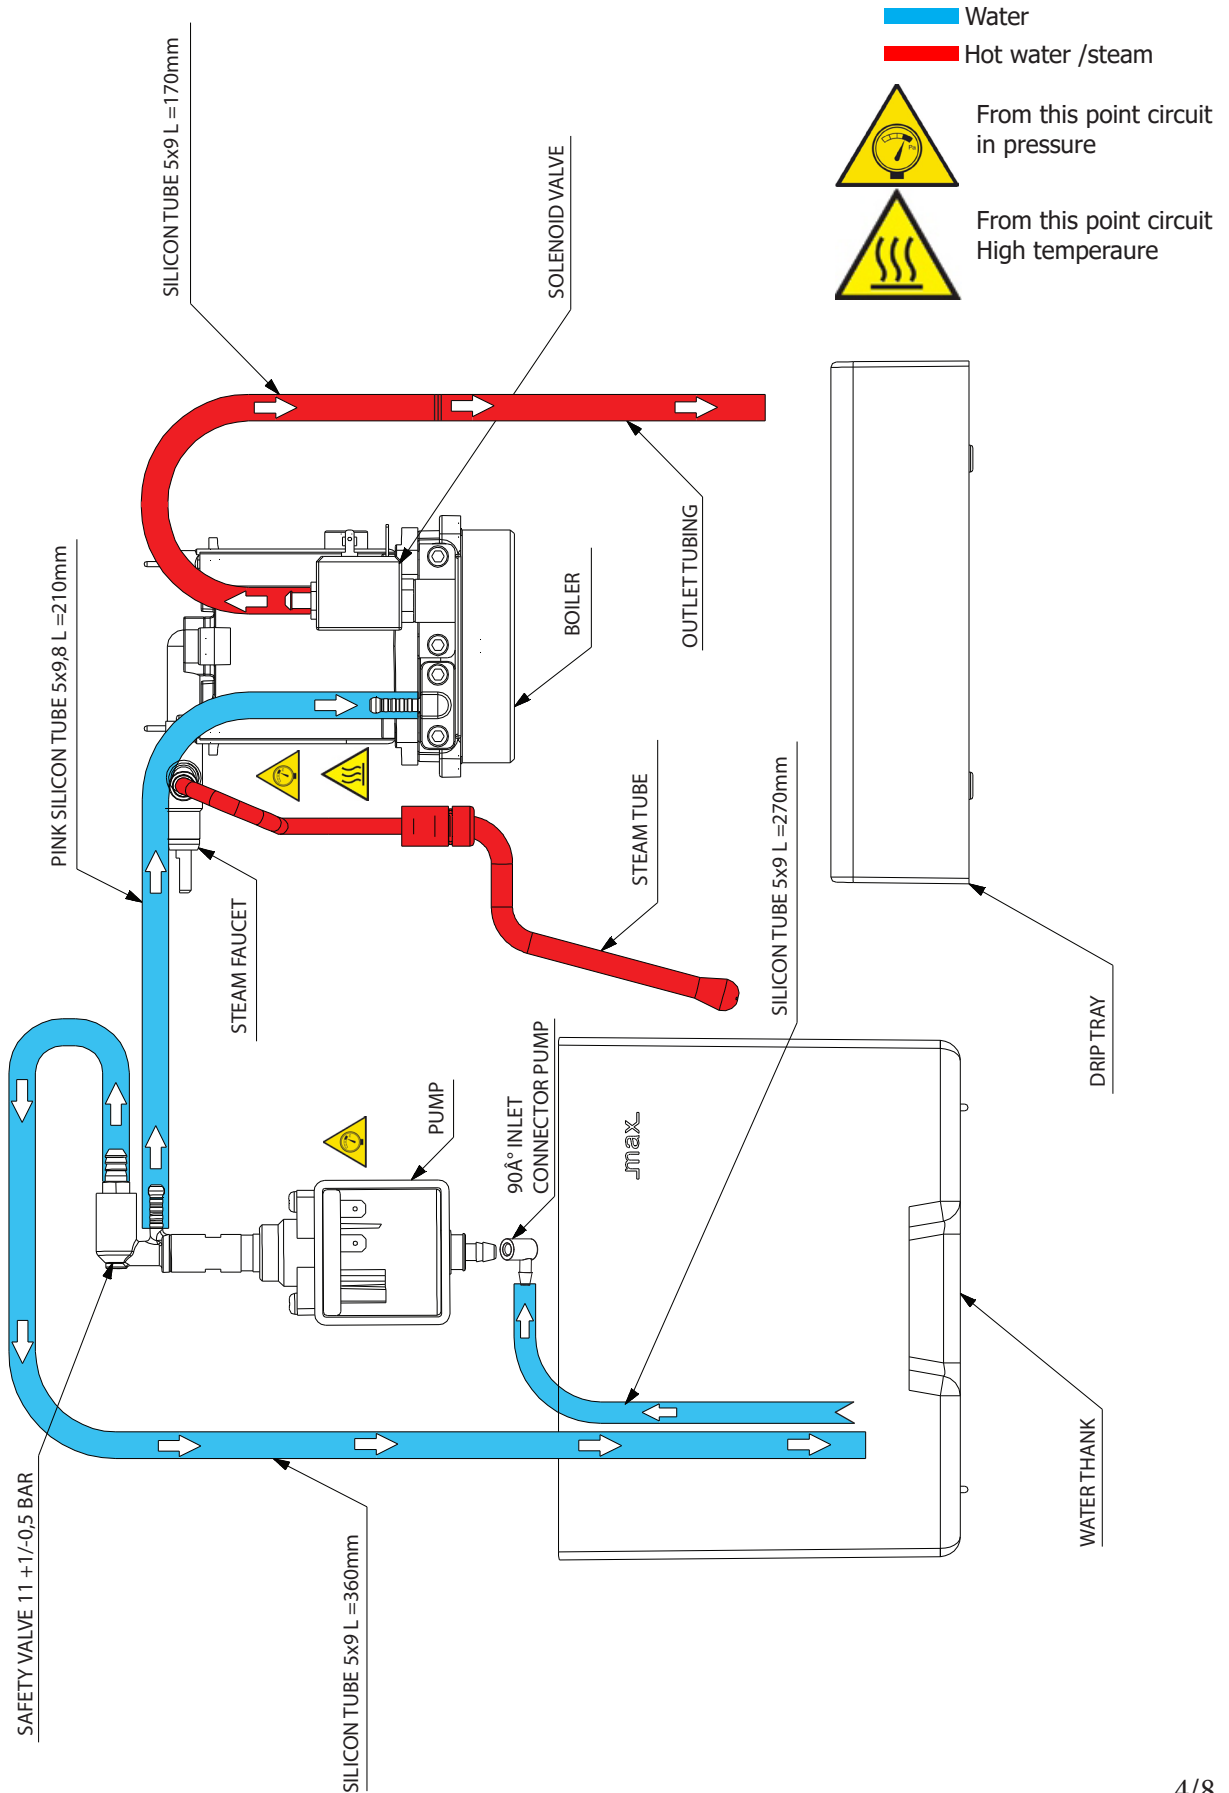 Water
Hot water /steam
From this point circuit
in pressure
Pa
From this point circuit
High temperaure
SILICON TUBE 5x9 L =170mm
SOLENOID VALVE
PINK SILICON TUBE 5x9,8 L =210mm
BOILER
OUTLET TUBING
STEAM FAUCET
STEAM TUBE
SILICON TUBE 5x9 L =270mm
PUMP
90Â° INLET
CONNECTOR PUMP
max
DRIP TRAY
SAFETY VALVE 11 +1/-0,5 BAR
SILICON TUBE 5x9 L =360mm
WATER THANK
4/8